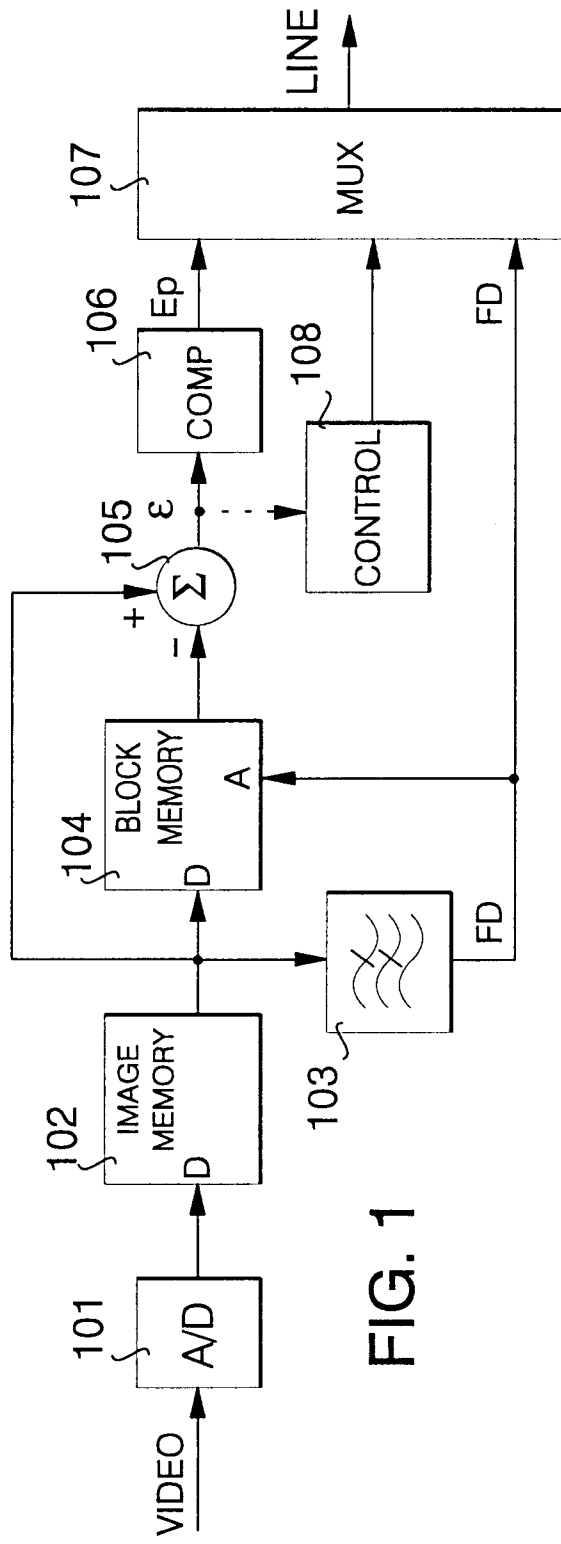 VIDEO
101
A/D
102
IMAGE
MEMORY
D
103
FD
104
BLOCK
MEMORY
D
A
+
−
105
Σ
ε
106
COMP
Ep
108
CONTROL
107
MUX
FD
LINE
FIG. 1